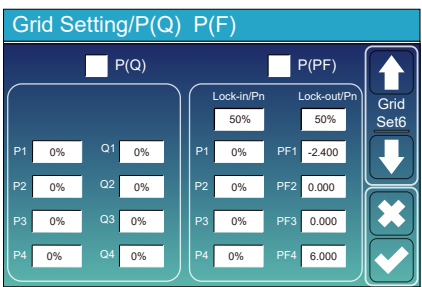 Grid Setting/P(Q) P(F)
P(Q)
P(PF)
Lock-in/Pn Lock-out/Pn
50% 50%
P1 0% Q1 0%
P2 0% Q2 0%
P3 0% Q3 0%
P4 0% Q4 0%
P1 0% PF1 -2.400
P2 0% PF2 0.000
P3 0% PF3 0.000
P4 0% PF4 6.000
Grid
Set6